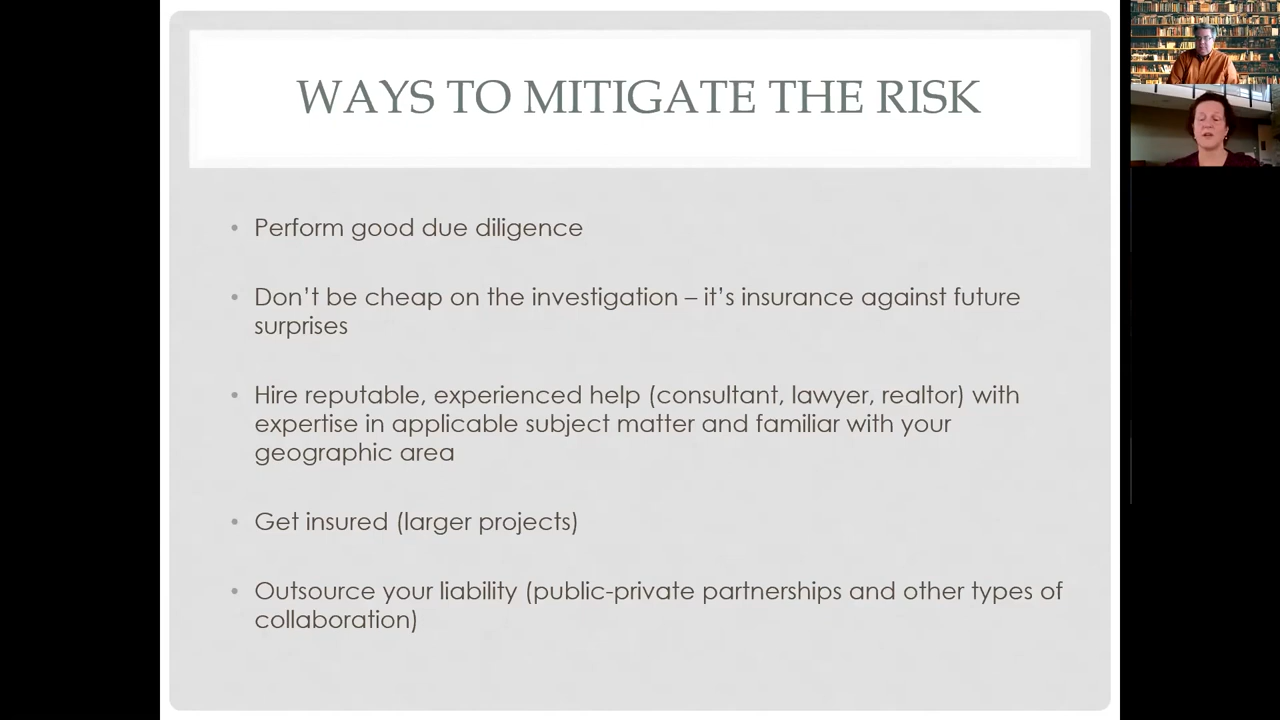 WAYS TO MITIGATE THE RISK
• Perform good due diligence
• Don’t be cheap on the investigation – it’s insurance against future
surprises
• Hire reputable, experienced help (consultant, lawyer, realtor) with
expertise in applicable subject matter and familiar with your
geographic area
• Get insured (larger projects)
• Outsource your liability (public-private partnerships and other types of
collaboration)